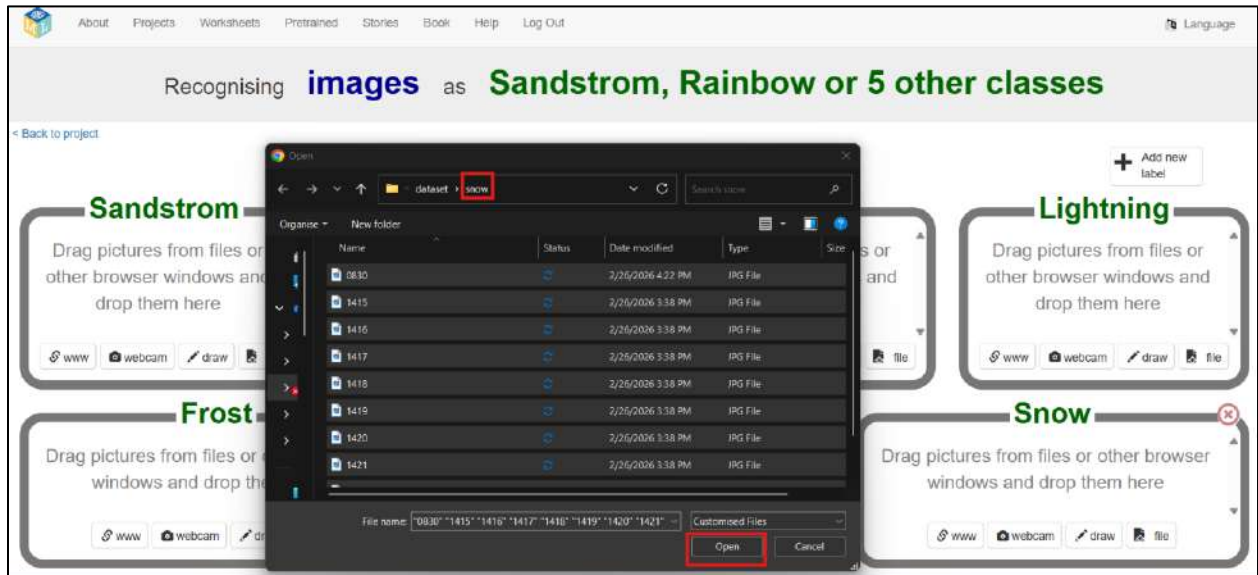 About Projects Worksheets Pretrained Stories Book Help Log Out Language
Recognising images as Sandstrom, Rainbow or 5 other classes
< Back to project
Add new
label
Sandstrom
Drag pictures from files or
other browser windows and
drop them here
www webcam draw
Open
dataset snow
Search snow
Organise New folder
Name Status Date modified Type Size
0830 2/26/2026 4:22 PM JPG File
1415 2/26/2026 3:38 PM JPG File
1416 2/26/2026 3:38 PM JPG File
1417 2/26/2026 3:38 PM JPG File
1418 2/26/2026 3:38 PM JPG File
1419 2/26/2026 3:38 PM JPG File
1420 2/26/2026 3:38 PM JPG File
1421 2/26/2026 3:38 PM JPG File
File name: "0830" "1415" "1416" "1417" "1418" "1419" "1420" "1421" Customised Files
Open Cancel
s or
and
file
Lightning
Drag pictures from files or
other browser windows and
drop them here
www webcam draw file
Frost
Drag pictures from files or
windows and drop the
www webcam dr
Snow
Drag pictures from files or other browser
windows and drop them here
www webcam draw file